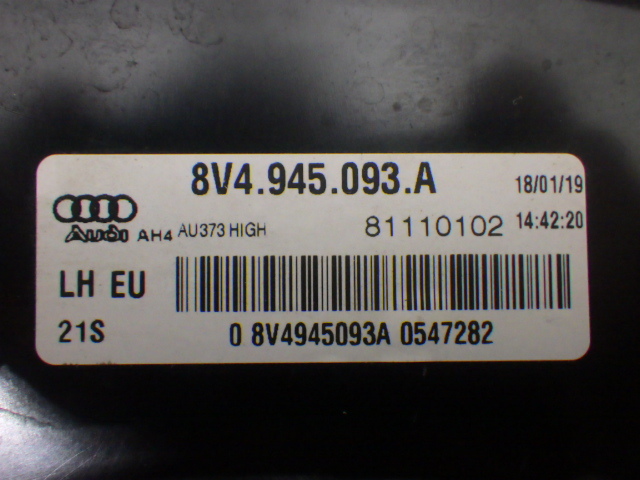 8V4.945.093.A 18/01/19
Audi AH4 AU373 HIGH 81110102 14:42:20
LH EU
21S 0 8V4945093A 0547282